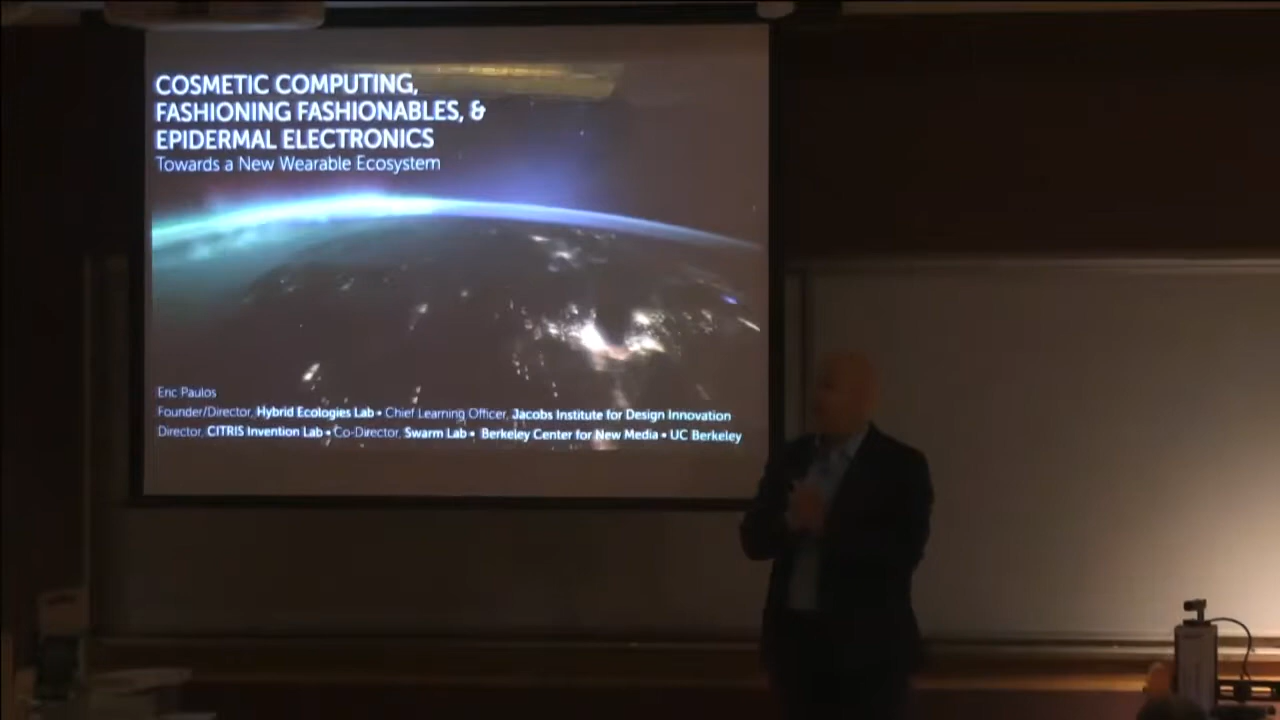 COSMETIC COMPUTING,
FASHIONING FASHIONABLES, &
EPIDERMAL ELECTRONICS
Towards a New Wearable Ecosystem
Eric Paulos
Founder/Director, Hybrid Ecologies Lab • Chief Learning Officer, Jacobs Institute for Design Innovation
Director, CITRIS Invention Lab • Co-Director, Swarm Lab • Berkeley Center for New Media • UC Berkeley